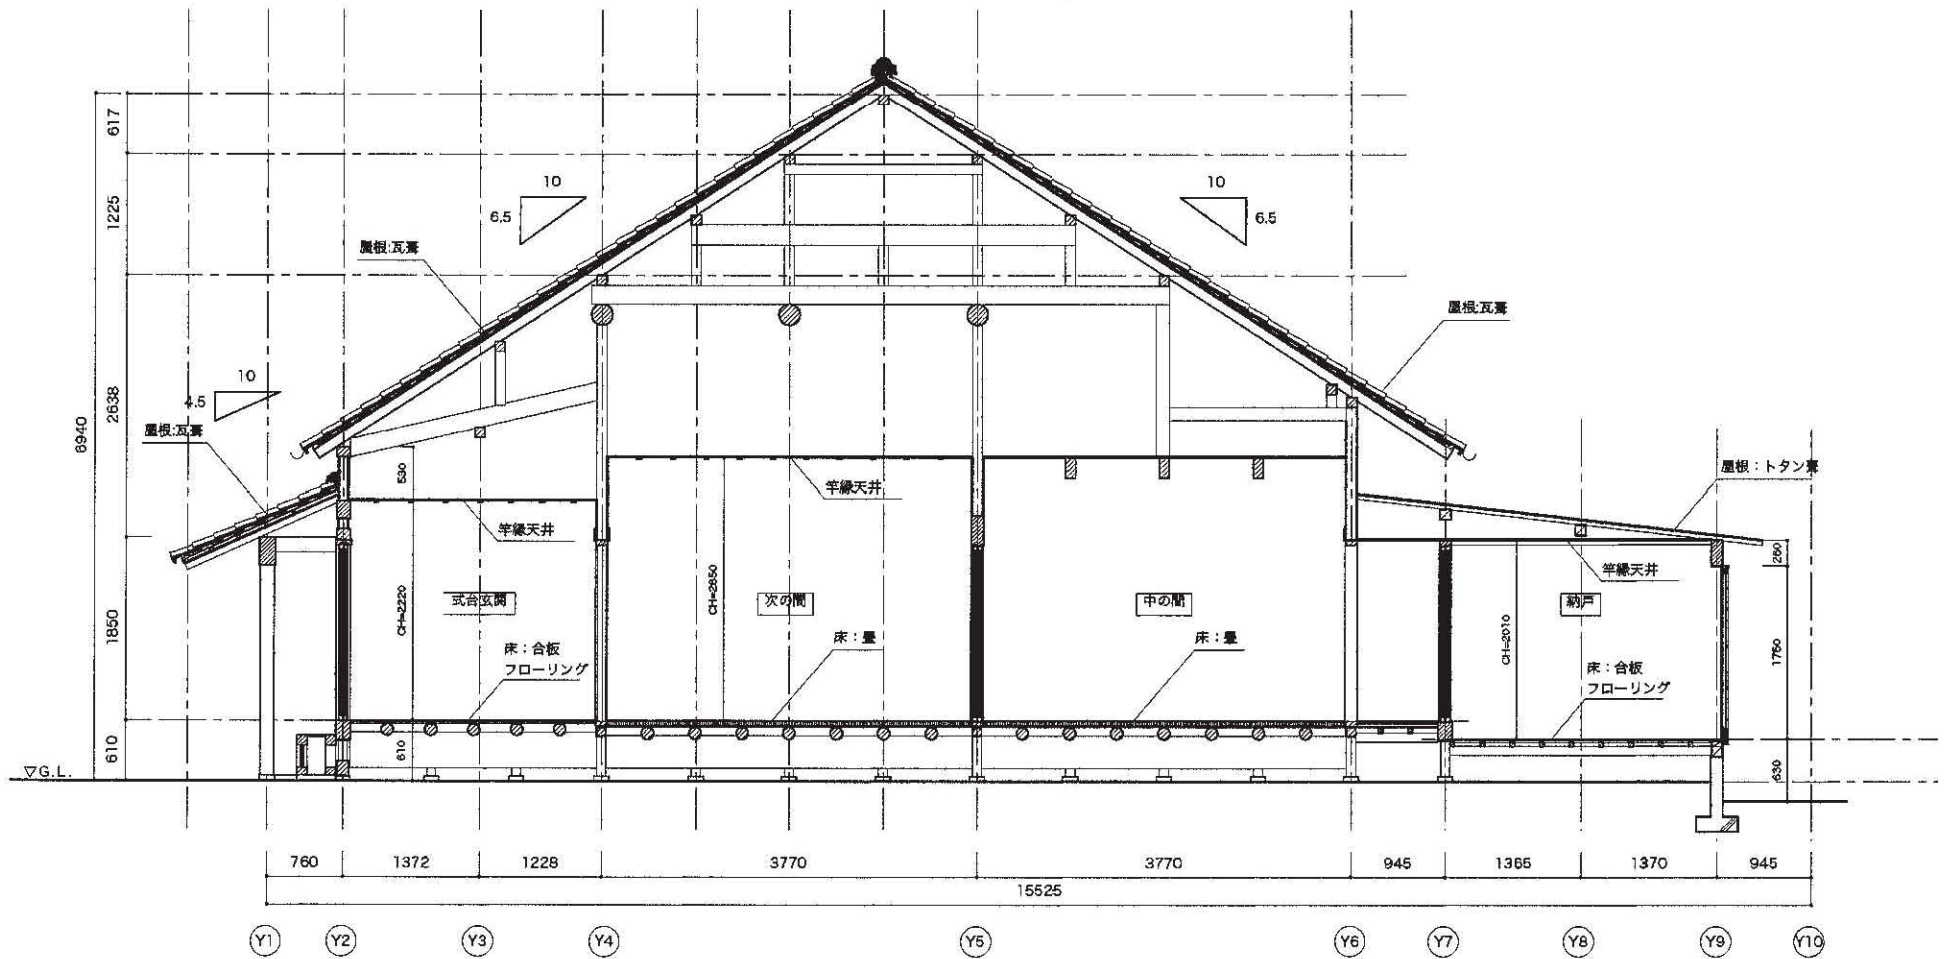 617
1225
2638
6940
1850
610
10
6.5
10
6.5
屋根:瓦葺
屋根:瓦葺
10
4.5
屋根:瓦葺
屋根：トタン葺
530
竿縁天井
竿縁天井
竿縁天井
260
CH=2220
式台玄関
CH=2650
次の間
中の間
CH=2010
納戸
1760
床：合板
フローリング
床：畳
床：畳
床：合板
フローリング
610
630
▽G.L.
760
1372
1228
3770
3770
945
1365
1370
945
15525
Y1
Y2
Y3
Y4
Y5
Y6
Y7
Y8
Y9
Y10